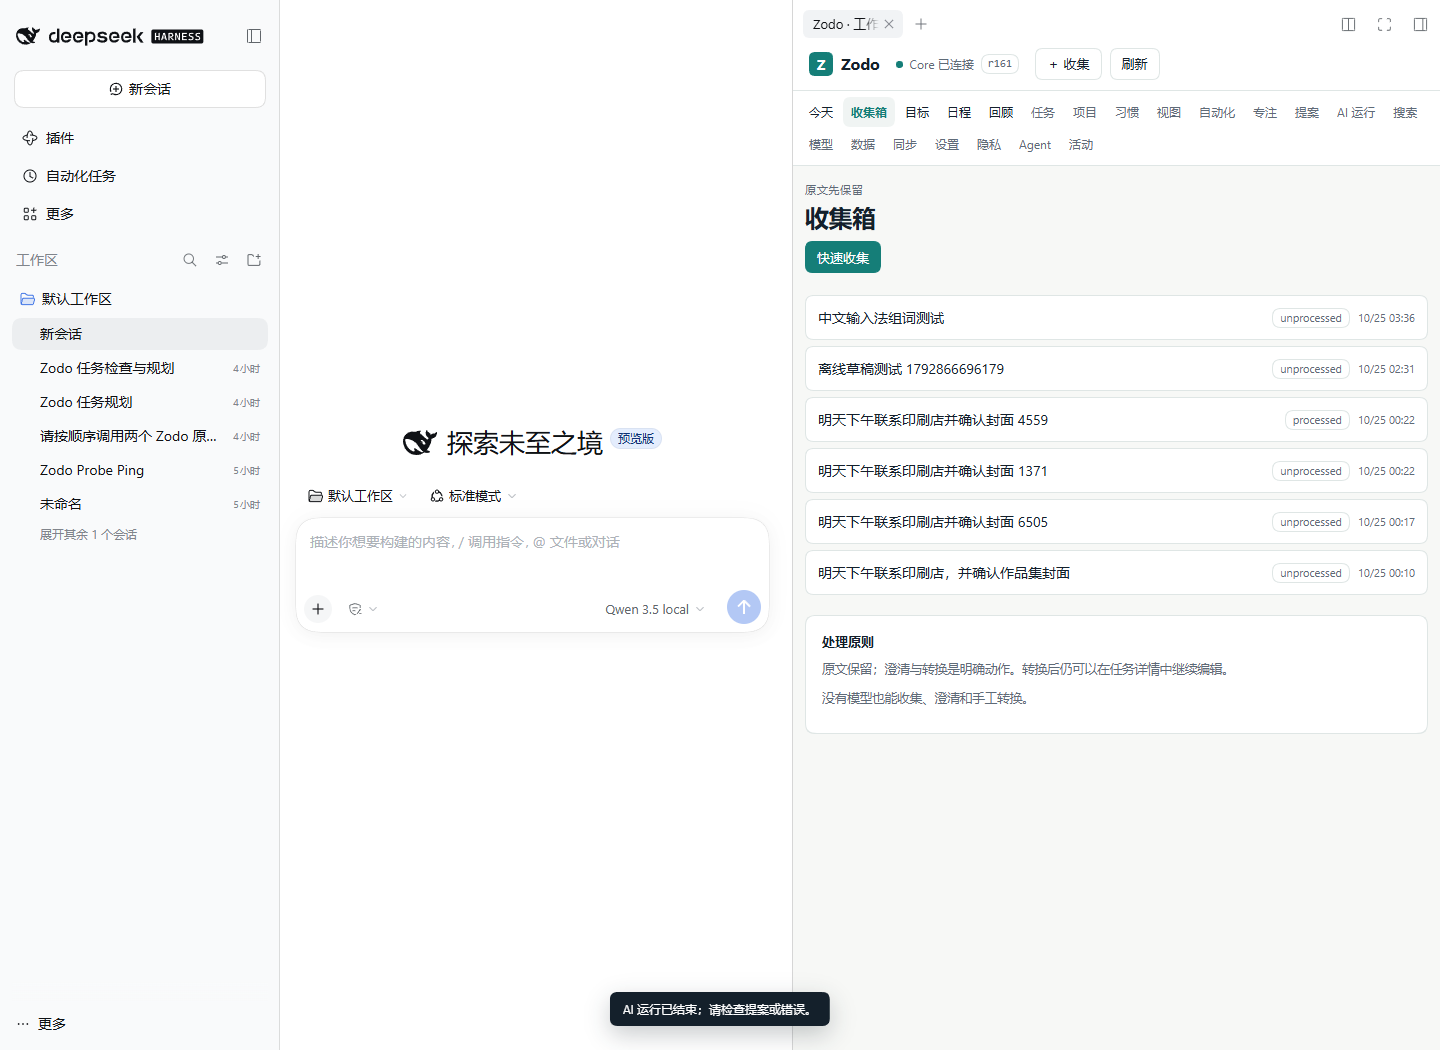 deepseek HARNESS
新会话
插件
自动化任务
更多
工作区
默认工作区
新会话
Zodo 任务检查与规划 4小时
Zodo 任务规划 4小时
请按顺序调用两个 Zodo 原... 4小时
Zodo Probe Ping 5小时
未命名 5小时
展开其余 1 个会话
... 更多
探索未至之境 预览版
默认工作区 标准模式
描述你想要构建的内容, / 调用指令, @ 文件或对话
Qwen 3.5 local
Zodo · 工作
Z Zodo Core 已连接 r161 + 收集 刷新
今天 收集箱 目标 日程 回顾 任务 项目 习惯 视图 自动化 专注 提案 AI 运行 搜索
模型 数据 同步 设置 隐私 Agent 活动
原文先保留
收集箱
快速收集
中文输入法组词测试 unprocessed 10/25 03:36
离线草稿测试 1792866696179 unprocessed 10/25 02:31
明天下午联系印刷店并确认封面 4559 processed 10/25 00:22
明天下午联系印刷店并确认封面 1371 unprocessed 10/25 00:22
明天下午联系印刷店并确认封面 6505 unprocessed 10/25 00:17
明天下午联系印刷店，并确认作品集封面 unprocessed 10/25 00:10
处理原则
原文保留；澄清与转换是明确动作。转换后仍可以在任务详情中继续编辑。
没有模型也能收集、澄清和手工转换。
AI 运行已结束；请检查提案或错误。